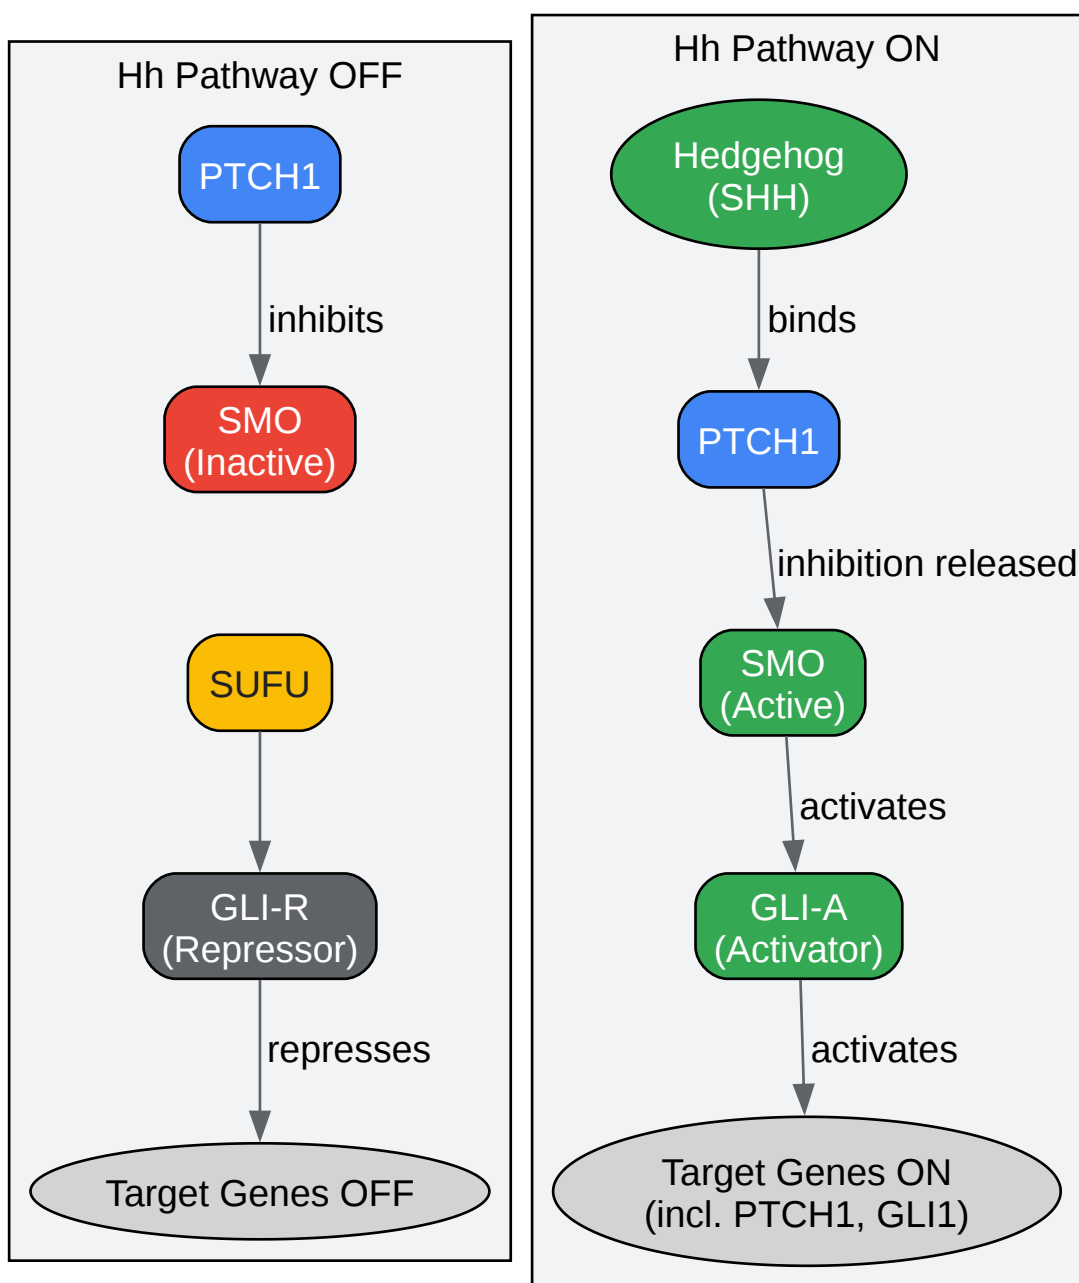 Hh Pathway OFF
PTCH1
inhibits
SMO
(Inactive)
SUFU
GLI-R
(Repressor)
represses
Target Genes OFF
Hh Pathway ON
Hedgehog
(SHH)
binds
PTCH1
inhibition released
SMO
(Active)
activates
GLI-A
(Activator)
activates
Target Genes ON
(incl. PTCH1, GLI1)